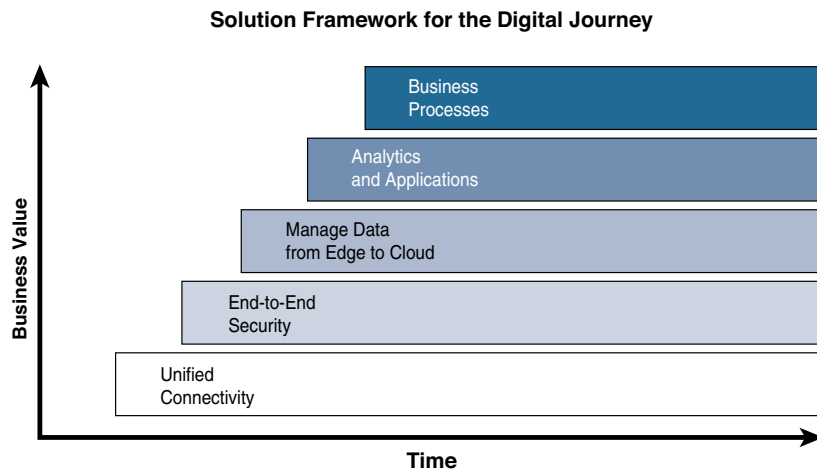 Solution Framework for the Digital Journey
Business Value
Business
Processes
Analytics
and Applications
Manage Data
from Edge to Cloud
End-to-End
Security
Unified
Connectivity
Time